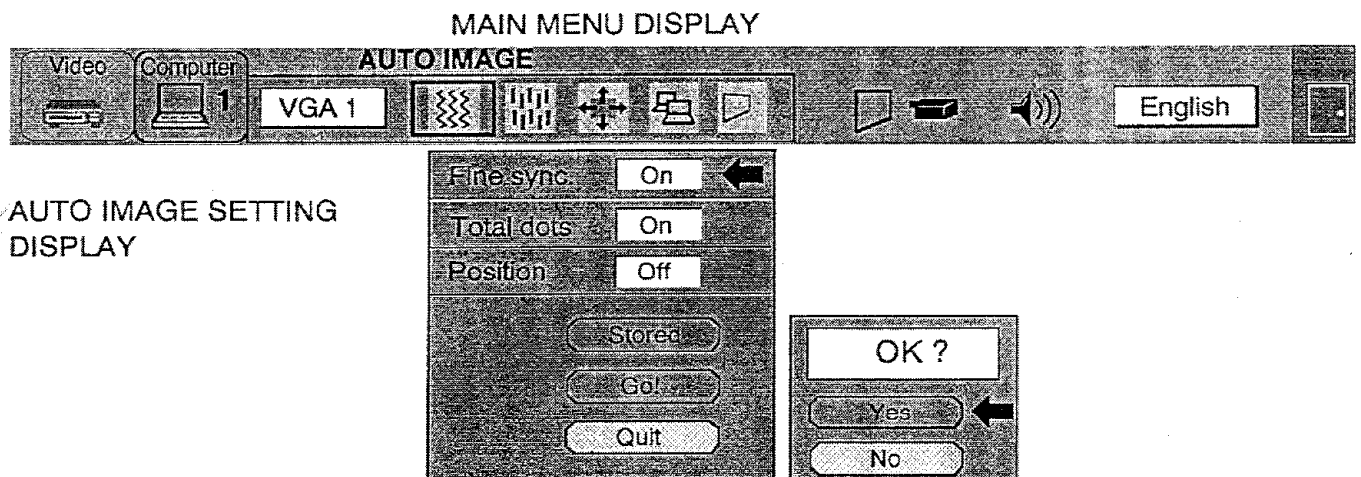 MAIN MENU DISPLAY
Video Computer AUTO IMAGE
1 VGA 1 English
AUTO IMAGE SETTING
DISPLAY
Fine sync. On
Total dots On
Position Off
Stored
Go!
Quit
OK ?
Yes
No